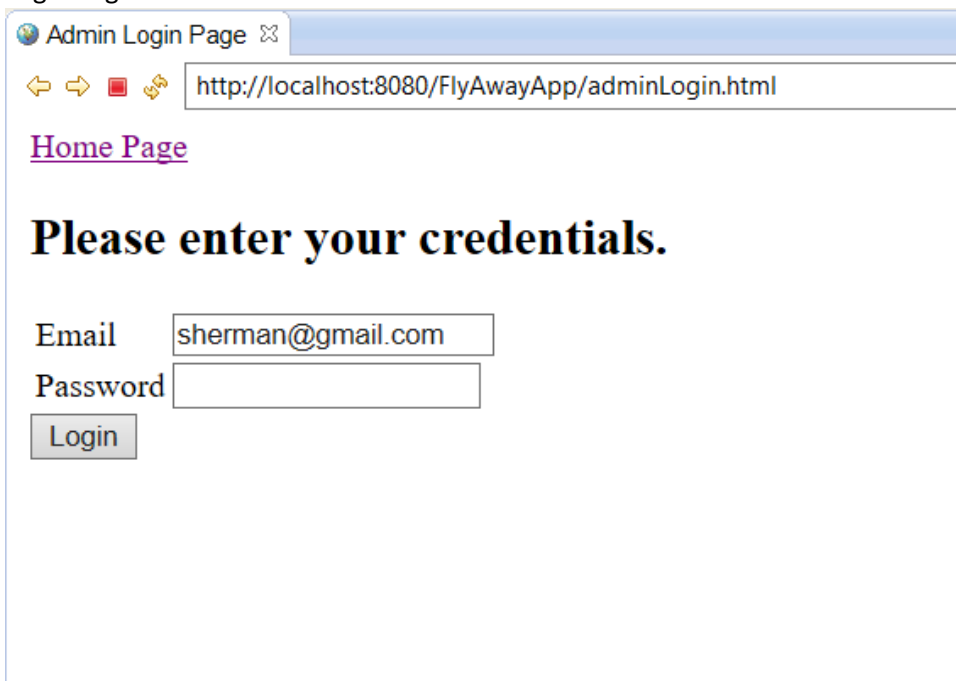 Admin Login Page
http://localhost:8080/FlyAwayApp/adminLogin.html
Home Page
Please enter your credentials.
Email sherman@gmail.com
Password
Login